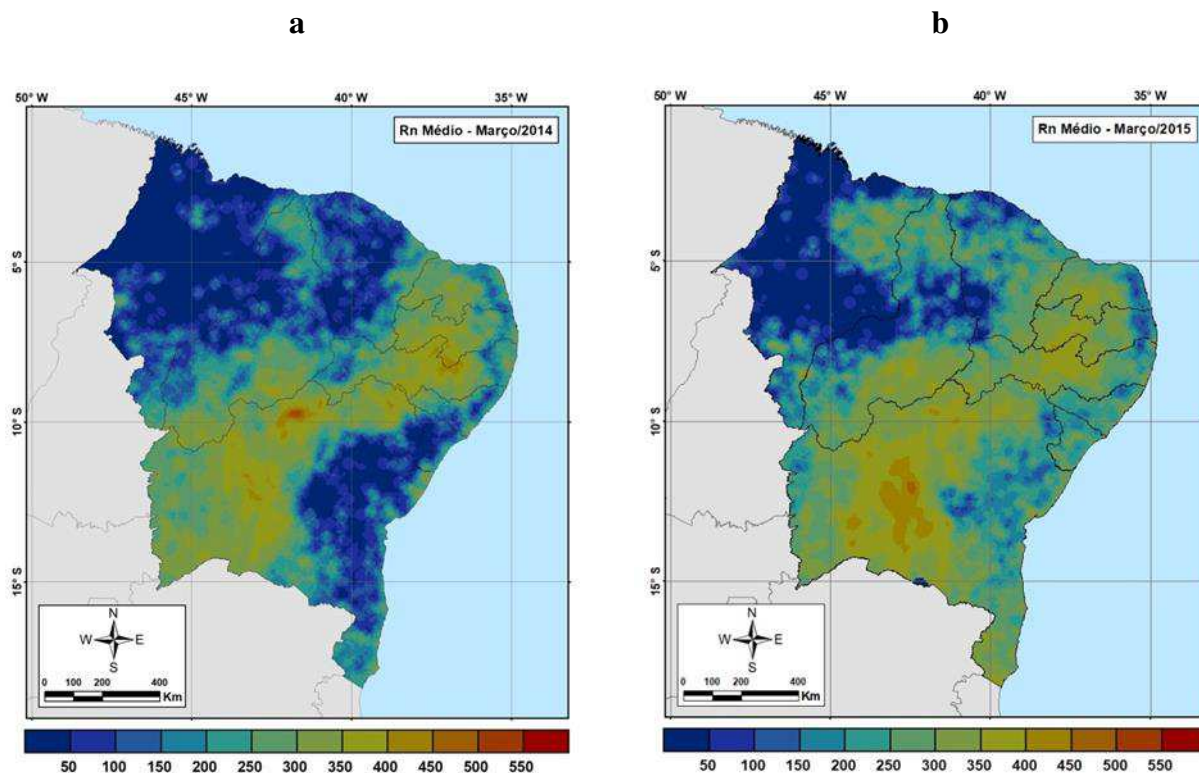 a
50° W 45° W 40° W 35° W
Rn Médio - Março/2014
5° S
10° S
15° S
N
W E
S
0 100 200 400
Km
50 100 150 200 250 300 350 400 450 500 550
b
50° W 45° W 40° W 35° W
Rn Médio - Março/2015
5° S
10° S
15° S
N
W E
S
0 100 200 400
Km
50 100 150 200 250 300 350 400 450 500 550